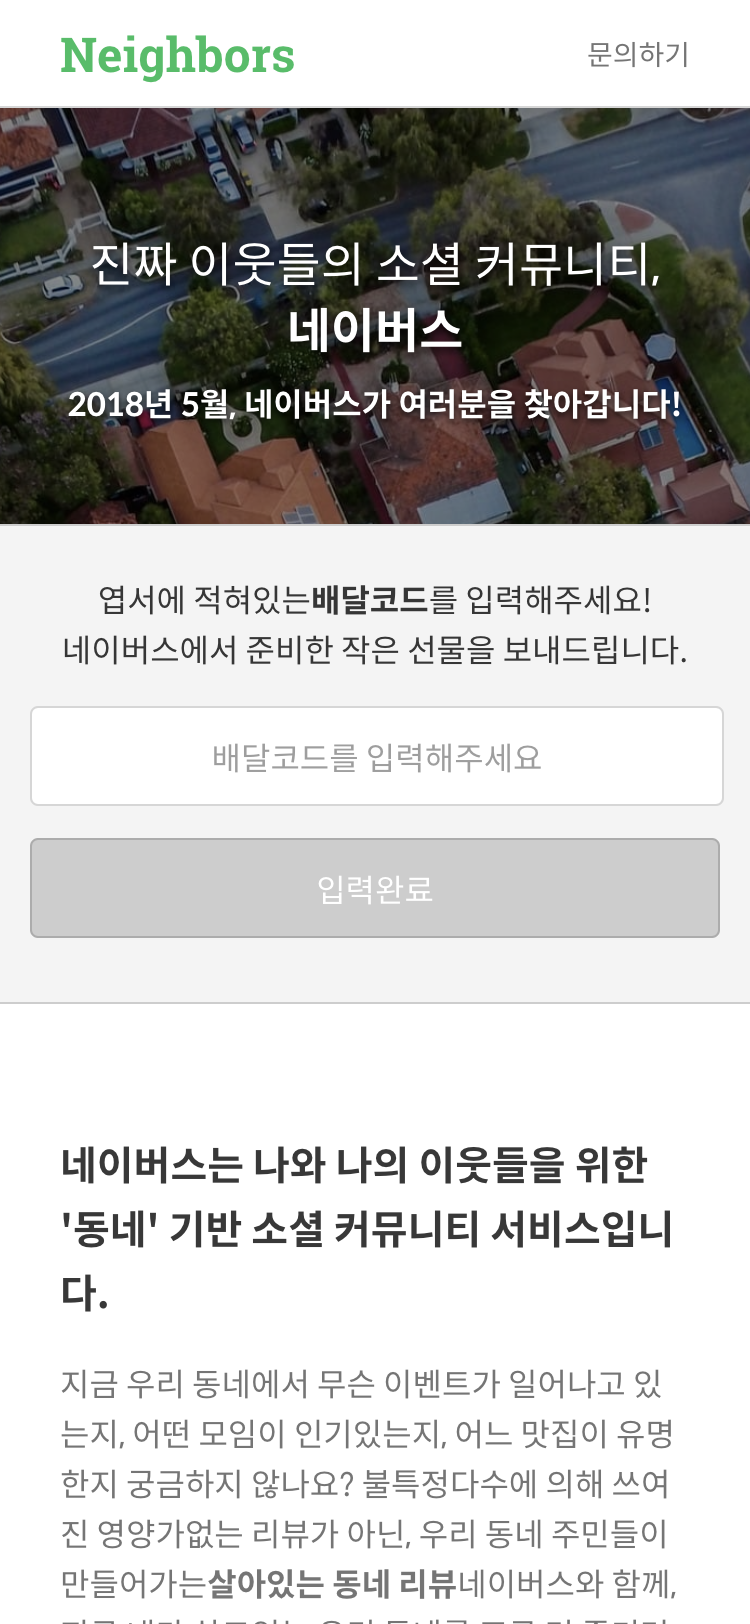 Neighbors
문의하기
진짜 이웃들의 소셜 커뮤니티,
네이버스
2018년 5월, 네이버스가 여러분을 찾아갑니다!
엽서에 적혀있는배달코드를 입력해주세요!
네이버스에서 준비한 작은 선물을 보내드립니다.
배달코드를 입력해주세요
입력완료
네이버스는 나와 나의 이웃들을 위한
'동네' 기반 소셜 커뮤니티 서비스입니
다.
지금 우리 동네에서 무슨 이벤트가 일어나고 있
는지, 어떤 모임이 인기있는지, 어느 맛집이 유명
한지 궁금하지 않나요? 불특정다수에 의해 쓰여
진 영양가없는 리뷰가 아닌, 우리 동네 주민들이
만들어가는살아있는 동네 리뷰네이버스와 함께,